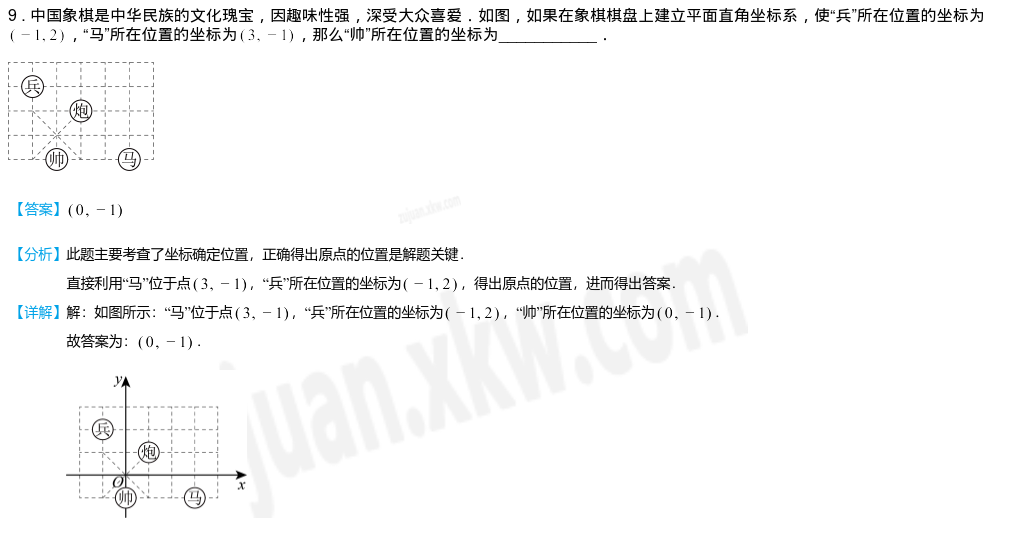 9．中国象棋是中华民族的文化瑰宝，因趣味性强，深受大众喜爱．如图，如果在象棋棋盘上建立平面直角坐标系，使“兵”所在位置的坐标为
(－1, 2)，“马”所在位置的坐标为(3, －1)，那么“帅”所在位置的坐标为____________．
兵
炮
帅 马
【答案】(0, －1)
zujuan.xkw.com
【分析】此题主要考查了坐标确定位置，正确得出原点的位置是解题关键．
直接利用“马”位于点(3, －1)，“兵”所在位置的坐标为(－1, 2)，得出原点的位置，进而得出答案．
【详解】解：如图所示：“马”位于点(3, －1)，“兵”所在位置的坐标为(－1, 2)，“帅”所在位置的坐标为(0, －1)．
故答案为：(0, －1)．
juan.xkw.com
y
兵
炮
O x
帅 马